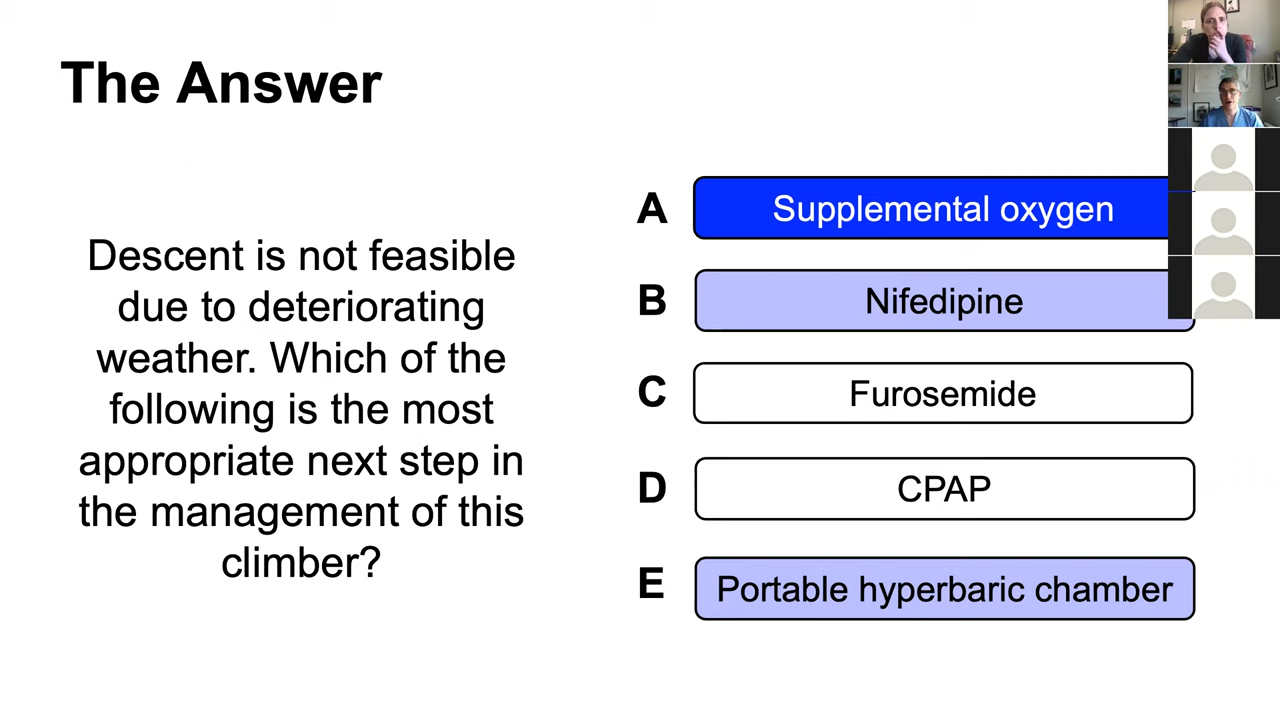 The Answer
Descent is not feasible
due to deteriorating
weather. Which of the
following is the most
appropriate next step in
the management of this
climber?
A Supplemental oxygen
B Nifedipine
C Furosemide
D CPAP
E Portable hyperbaric chamber